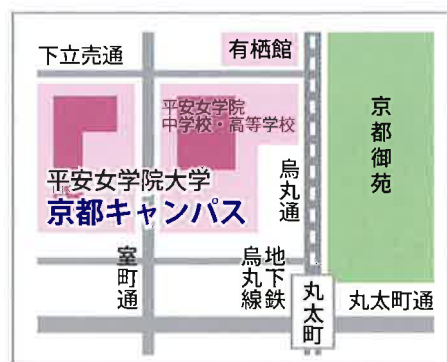 下立売通
有栖館
平安女学院
中学校・高等学校
京都御苑
烏丸通
平安女学院大学
京都キャンパス
室町通
地下鉄
烏丸線
丸太町
丸太町通